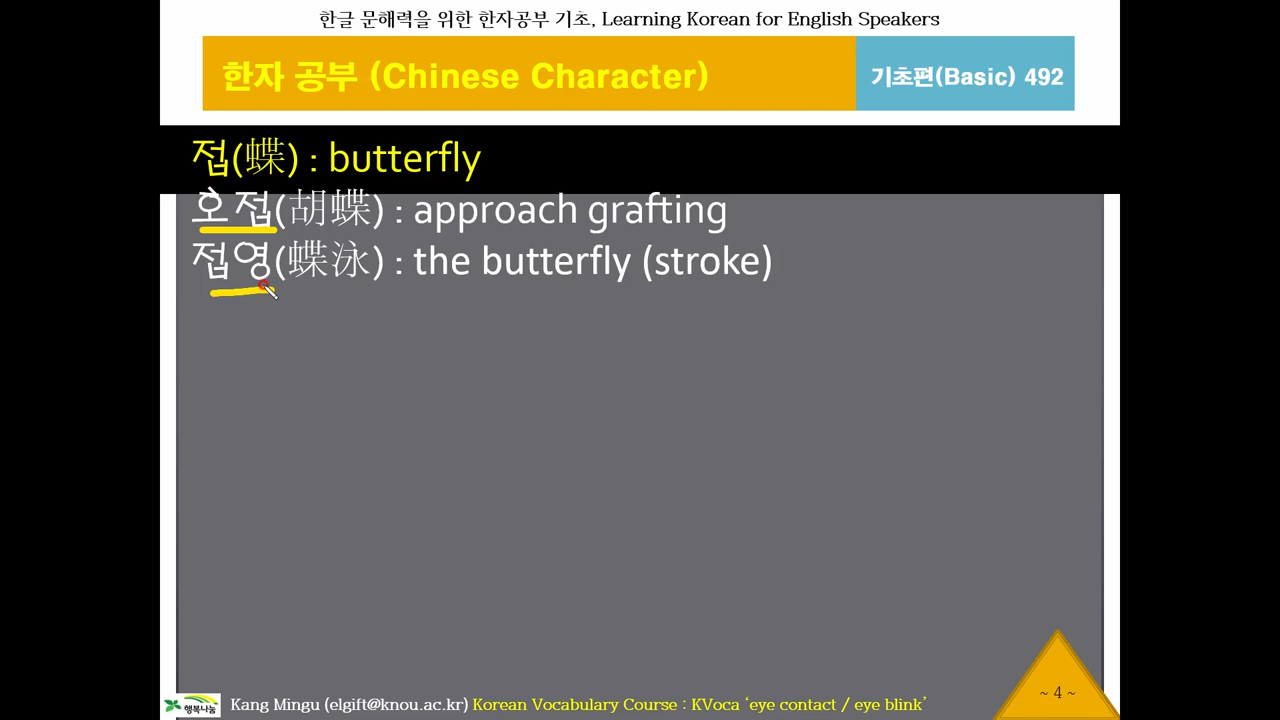 한글 문해력을 위한 한자공부 기초, Learning Korean for English Speakers
한자 공부 (Chinese Character)
기초편(Basic) 492
접(蝶) : butterfly
호접(胡蝶) : approach grafting
접영(蝶泳) : the butterfly (stroke)
~ 4 ~
행복나눔
Kang Mingu (elgift@knou.ac.kr) Korean Vocabulary Course : KVoca ‘eye contact / eye blink’